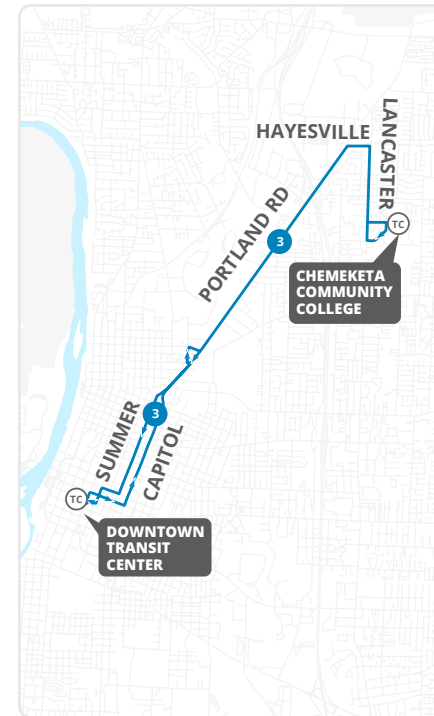 HAYESVILLE
LANCASTER
TC
PORTLAND RD
3
CHEMEKETA
COMMUNITY
COLLEGE
3
SUMMER
CAPITOL
TC
DOWNTOWN
TRANSIT
CENTER